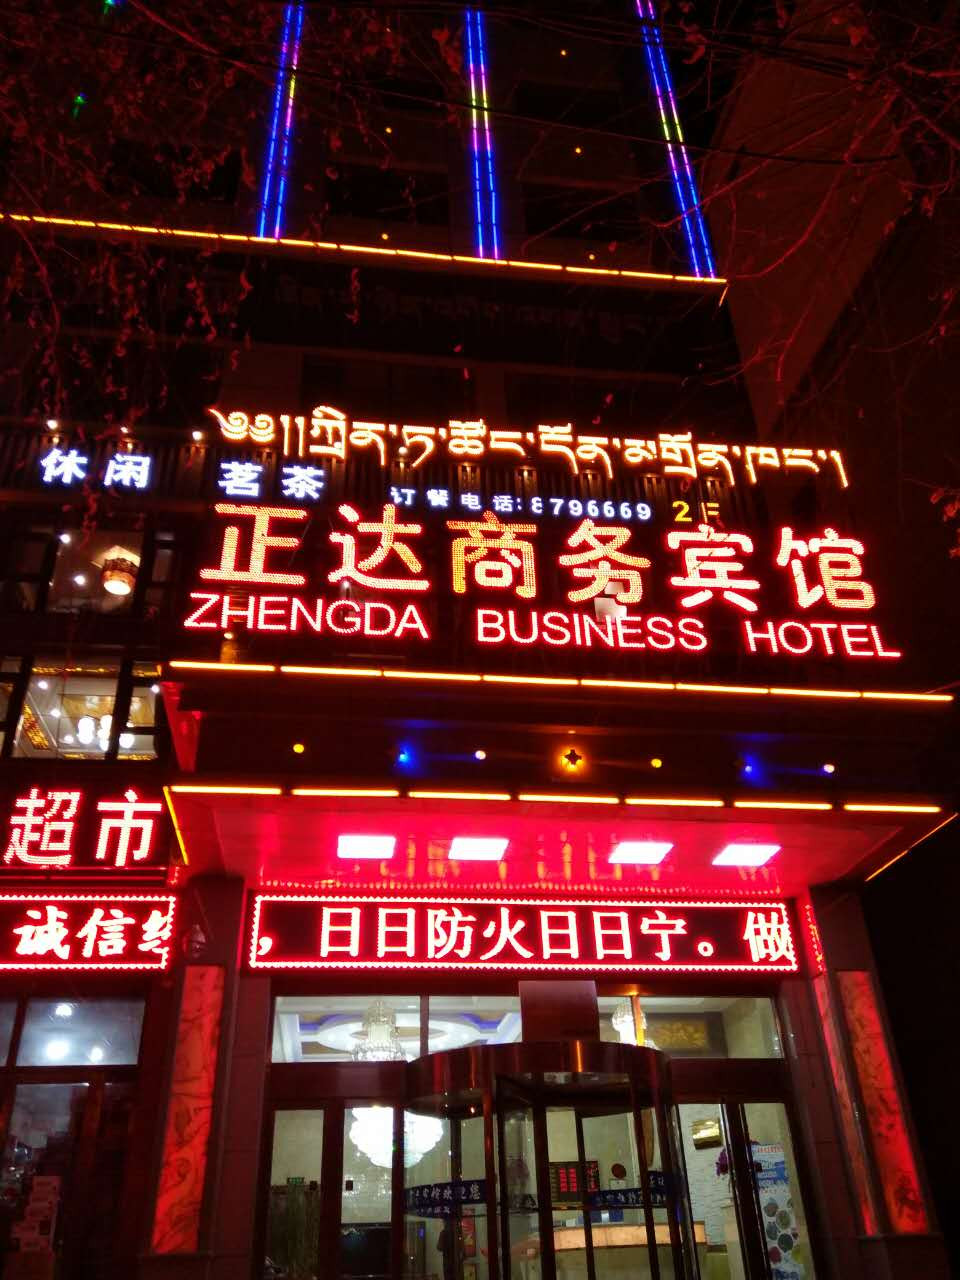 ༄༅།།ཀྲིན་ཏ་ཚོང་དོན་མགྲོན་ཁང་།
休闲 茗茶
订餐电话:8796669 2F
正达商务宾馆
ZHENGDA BUSINESS HOTEL
超市
诚信
，日日防火日日宁。做